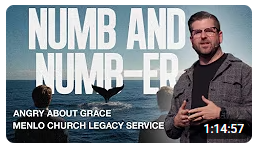 NUMB AND
NUMB-ER
ANGRY ABOUT GRACE
MENLO CHURCH LEGACY SERVICE
1:14:57